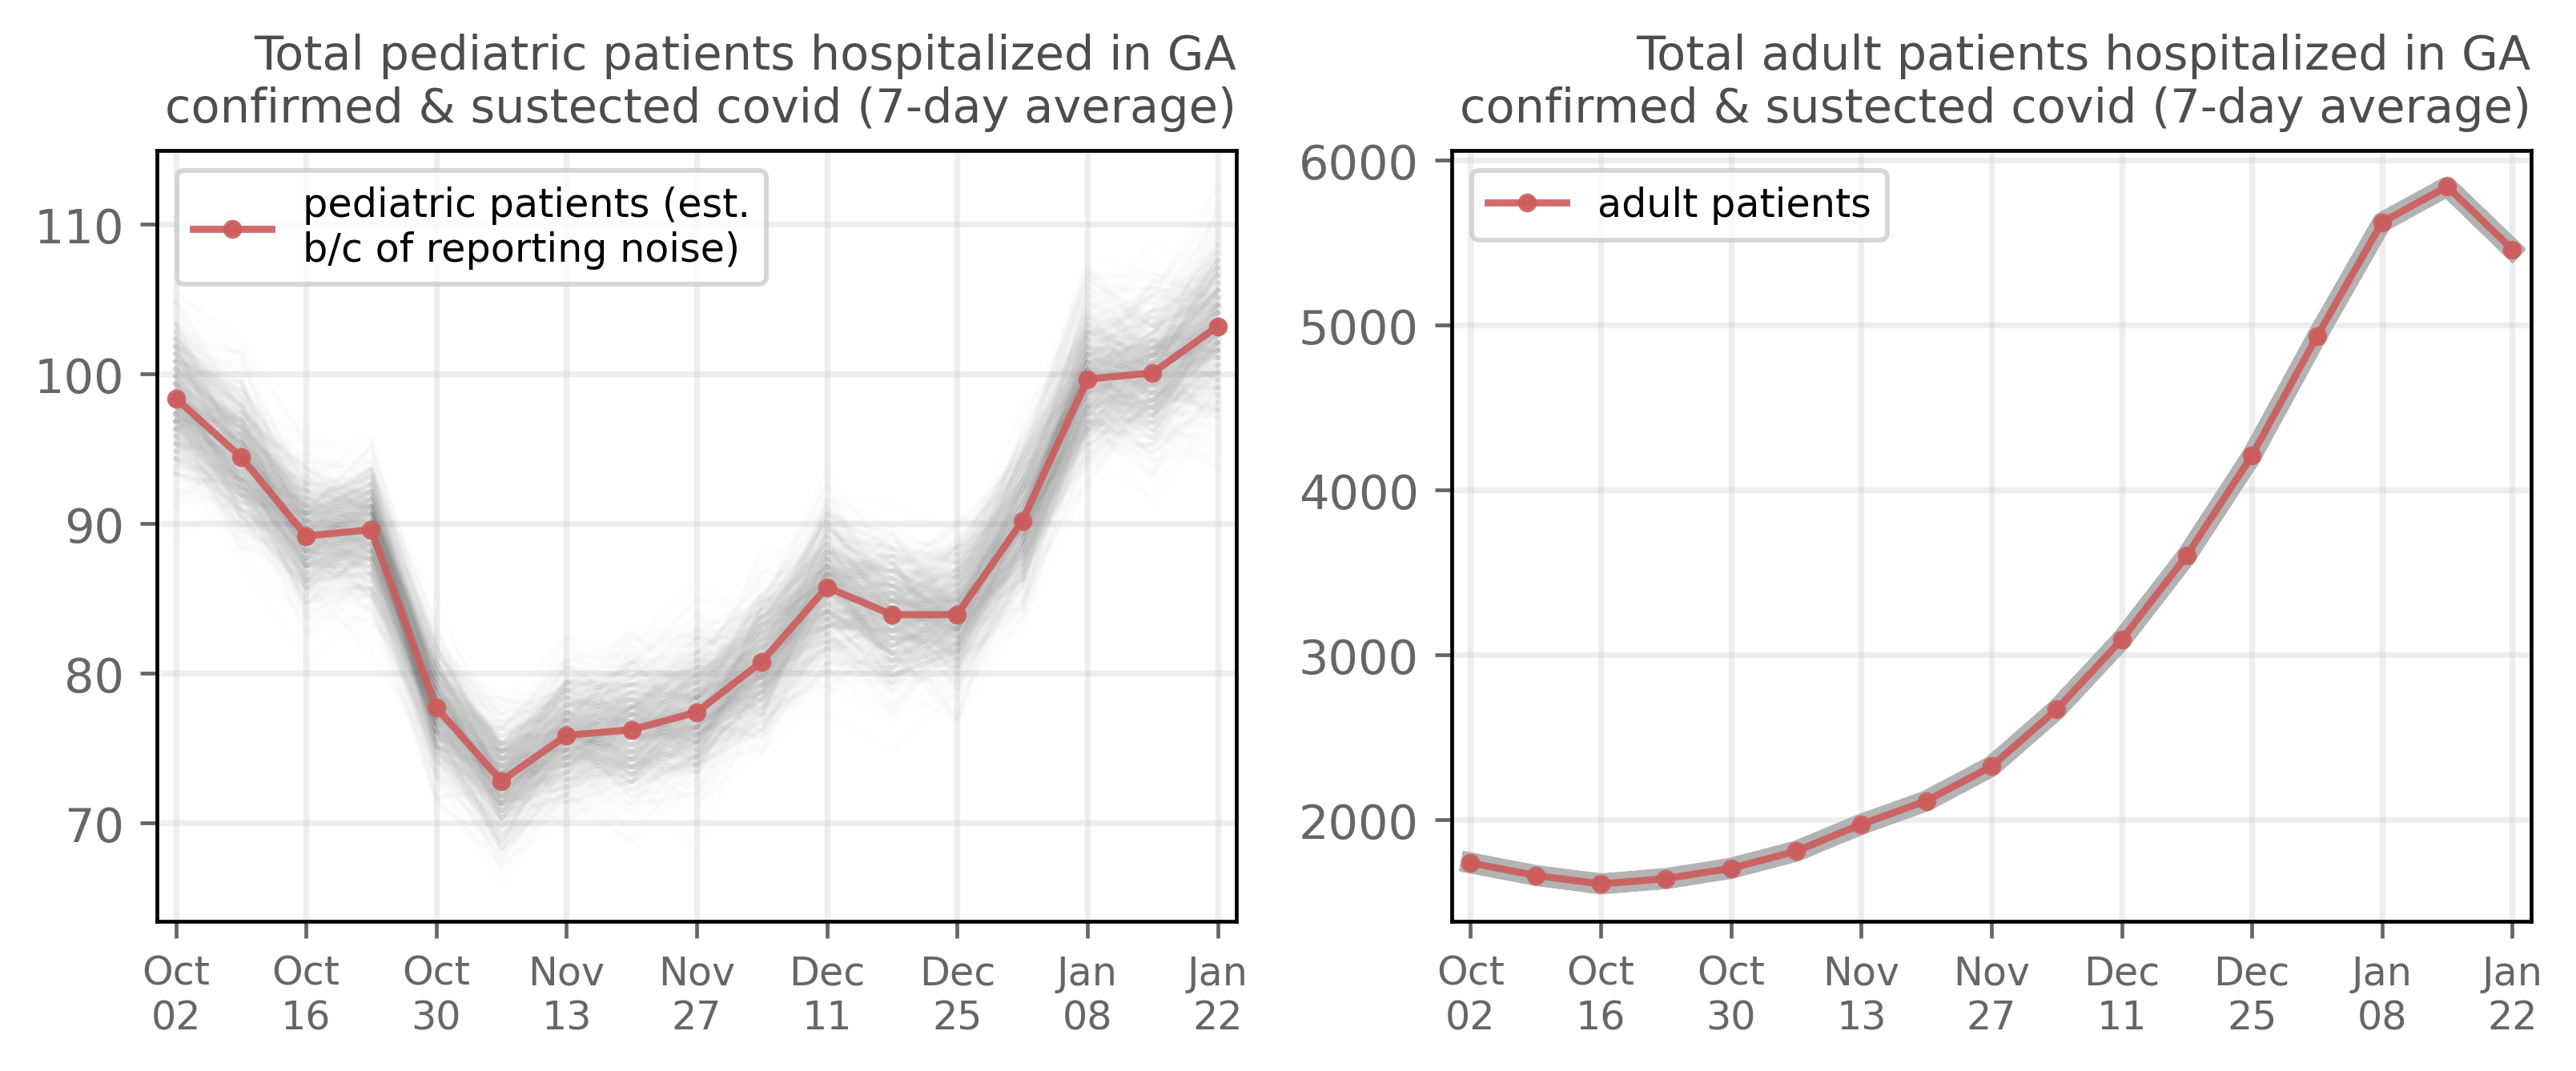 Total pediatric patients hospitalized in GA
confirmed & sustected covid (7-day average)
pediatric patients (est.
b/c of reporting noise)
110
100
90
80
70
Oct Oct Oct Nov Nov Dec Dec Jan Jan
02 16 30 13 27 11 25 08 22
Total adult patients hospitalized in GA
confirmed & sustected covid (7-day average)
adult patients
6000
5000
4000
3000
2000
Oct Oct Oct Nov Nov Dec Dec Jan Jan
02 16 30 13 27 11 25 08 22